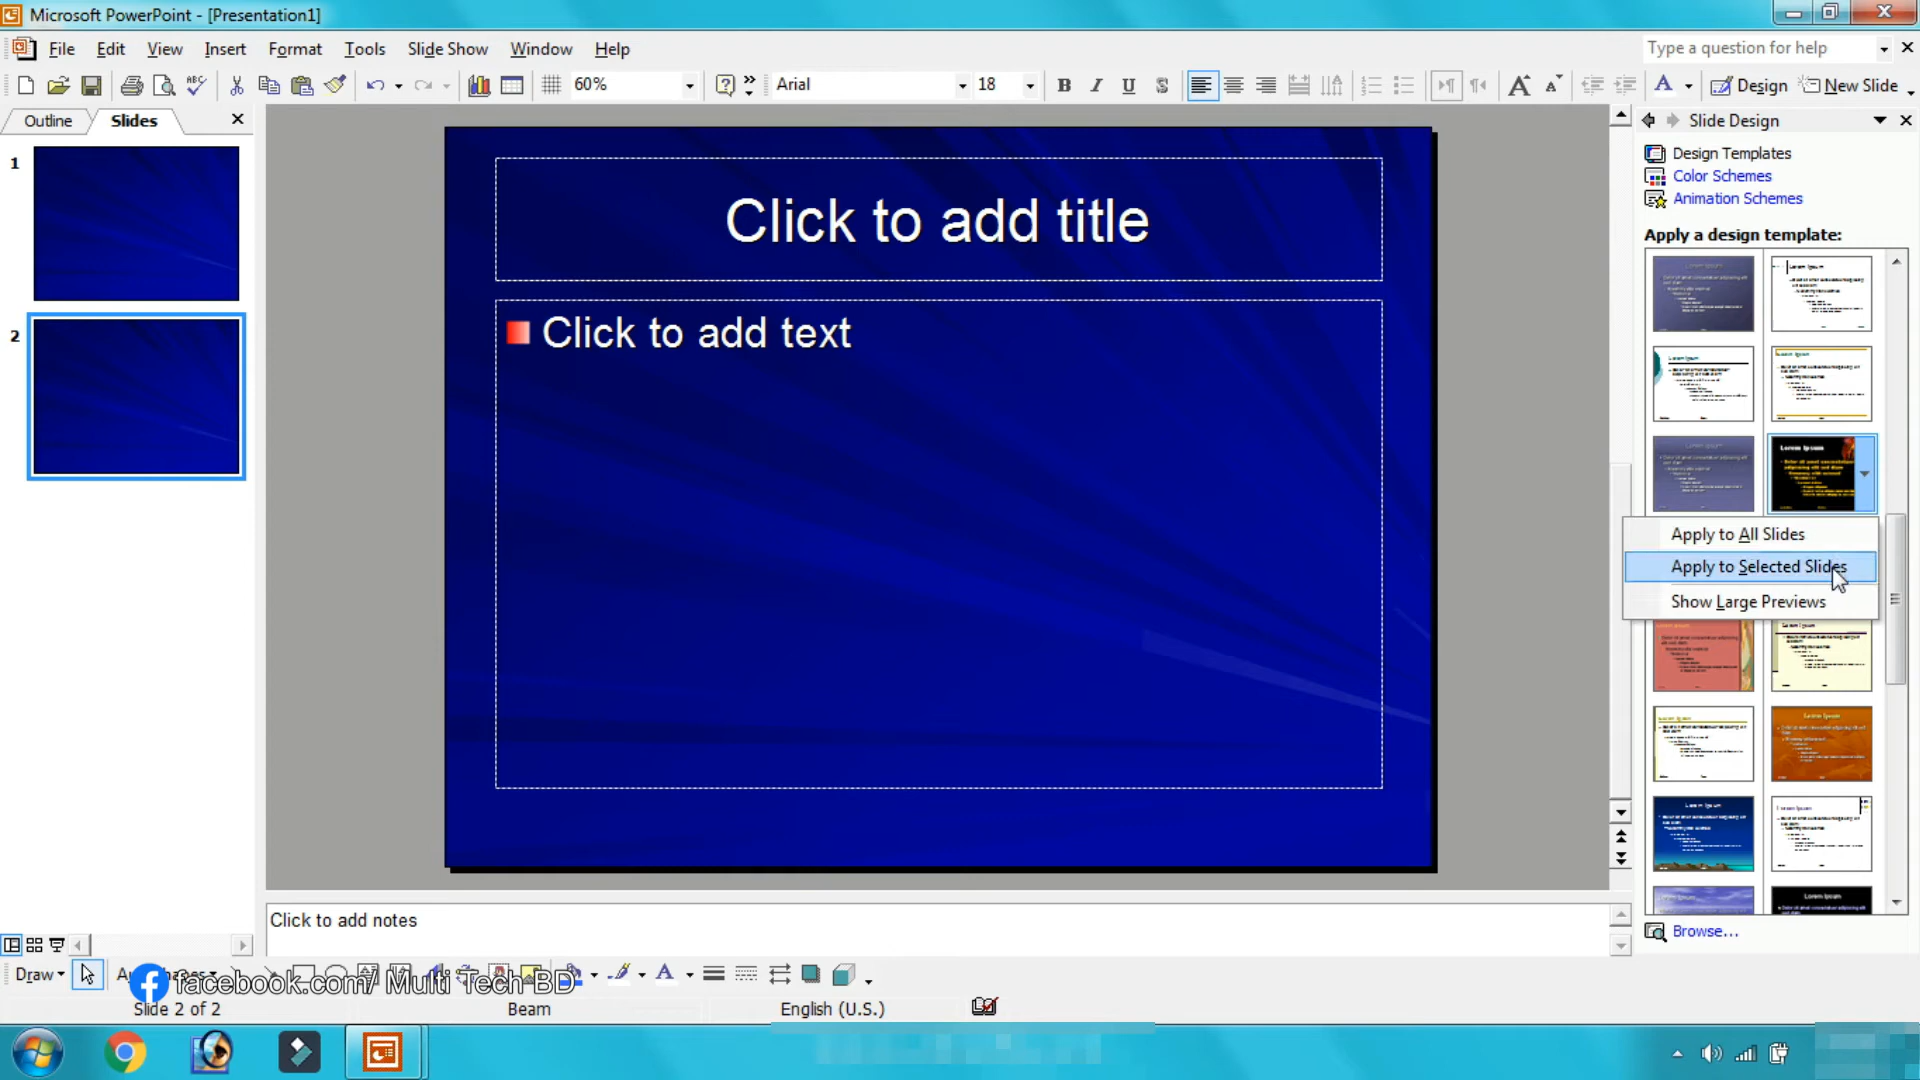 Microsoft PowerPoint - [Presentation1]
File Edit View Insert Format Tools Slide Show Window Help
Type a question for help
60%
Arial
18
B I U S
Design
New Slide
Outline
Slides
Slide Design
1
2
Click to add title
Click to add text
Design Templates
Color Schemes
Animation Schemes
Apply a design template:
Apply to All Slides
Apply to Selected Slides
Show Large Previews
Browse...
Click to add notes
Draw
facebook.com/ Multi Tech BD
Slide 2 of 2
Beam
English (U.S.)